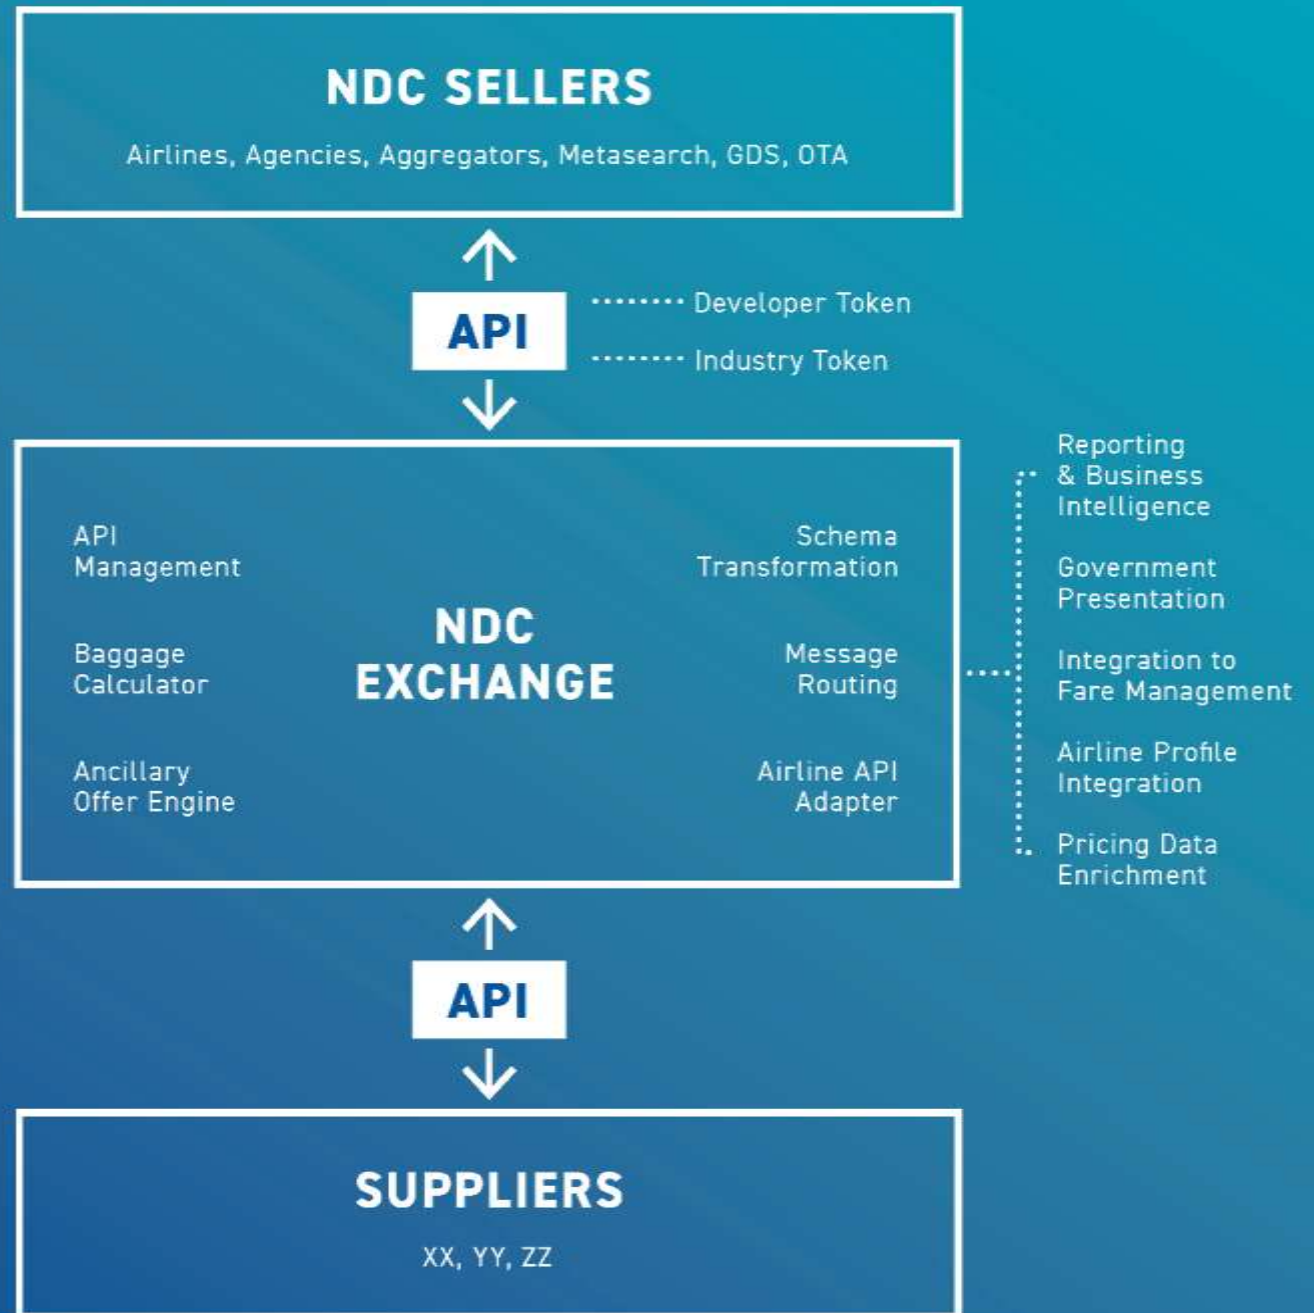 NDC SELLERS
Airlines, Agencies, Aggregators, Metasearch, GDS, OTA
API
Developer Token
Industry Token
API
Management
Baggage
Calculator
Ancillary
Offer Engine
NDC
EXCHANGE
Schema
Transformation
Message
Routing
Airline API
Adapter
Reporting
& Business
Intelligence
Government
Presentation
Integration to
Fare Management
Airline Profile
Integration
Pricing Data
Enrichment
API
SUPPLIERS
XX, YY, ZZ